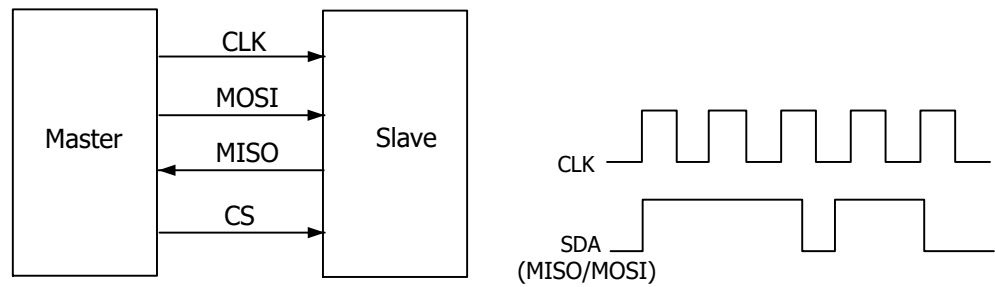 Master
CLK
MOSI
MISO
CS
Slave
CLK
SDA
(MISO/MOSI)